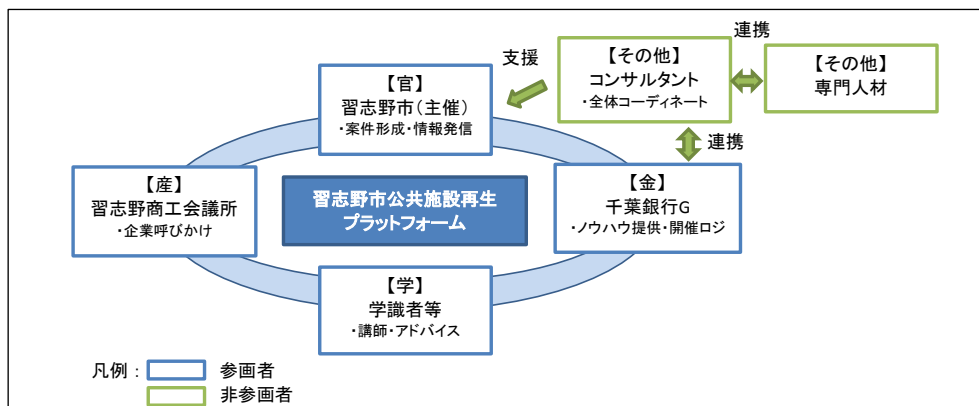 連携
支援
【その他】
コンサルタント
・全体コーディネート
【その他】
専門人材
【官】
習志野市(主催)
・案件形成・情報発信
連携
【産】
習志野商工会議所
・企業呼びかけ
習志野市公共施設再生
プラットフォーム
【金】
千葉銀行G
・ノウハウ提供・開催ロジ
【学】
学識者等
・講師・アドバイス
凡例:
参画者
非参画者